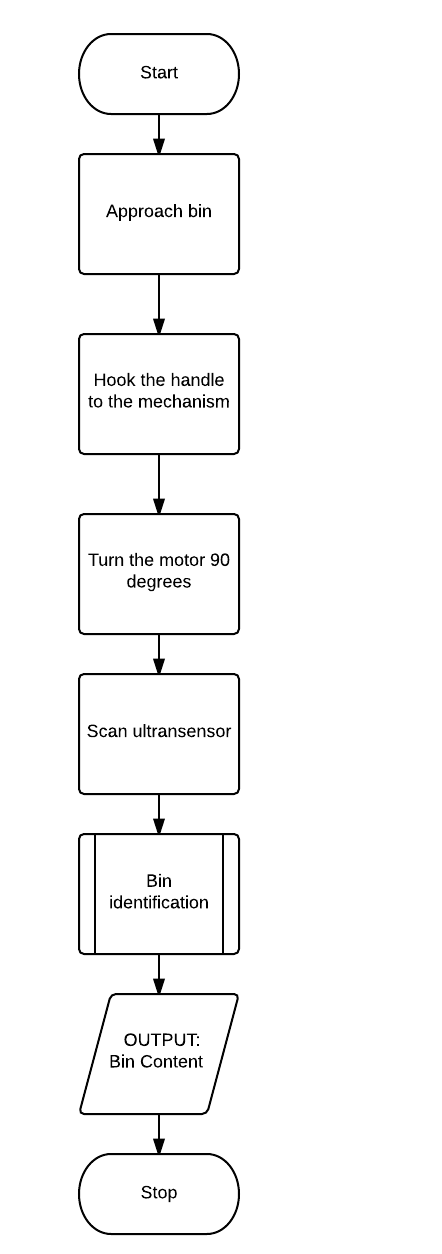 Start
Approach bin
Hook the handle
to the mechanism
Turn the motor 90
degrees
Scan ultransensor
Bin
identification
OUTPUT:
Bin Content
Stop